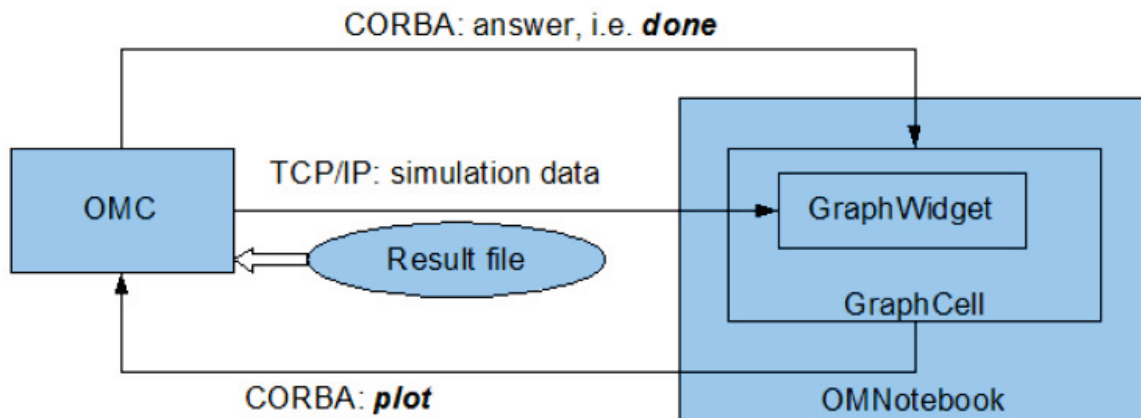 CORBA: answer, i.e. done
TCP/IP: simulation data
OMC
GraphWidget
Result file
GraphCell
CORBA: plot
OMNotebook